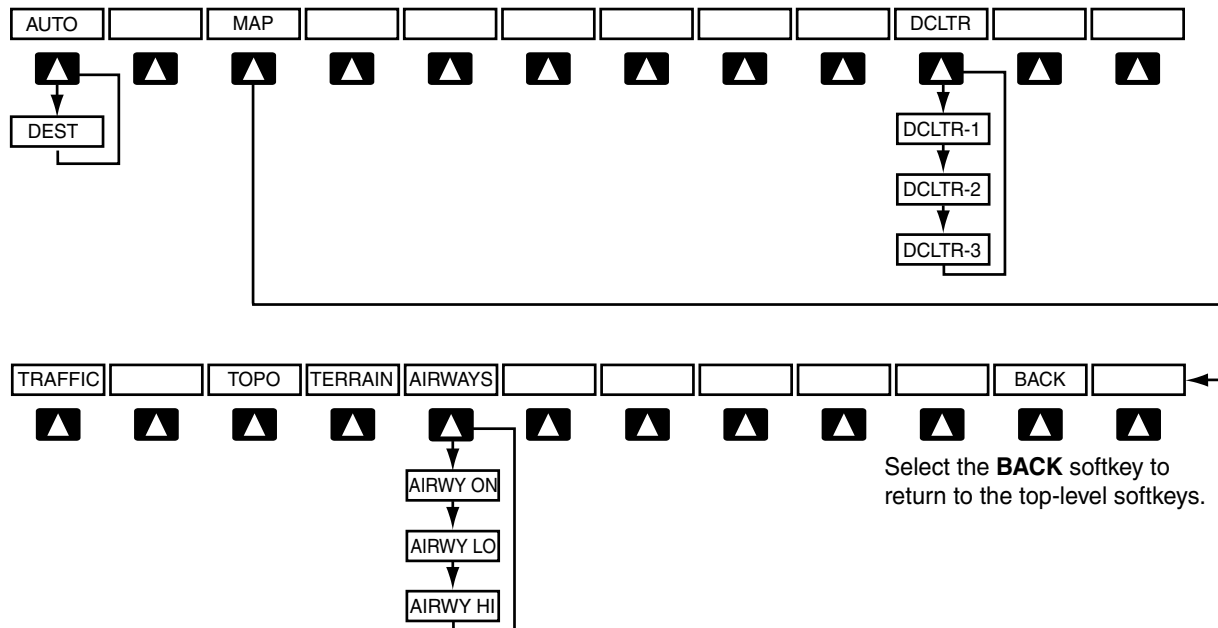 AUTO
MAP
DCLTR
DEST
DCLTR-1
DCLTR-2
DCLTR-3
TRAFFIC
TOPO
TERRAIN
AIRWAYS
BACK
AIRWY ON
AIRWY LO
AIRWY HI
Select the BACK softkey to
return to the top-level softkeys.